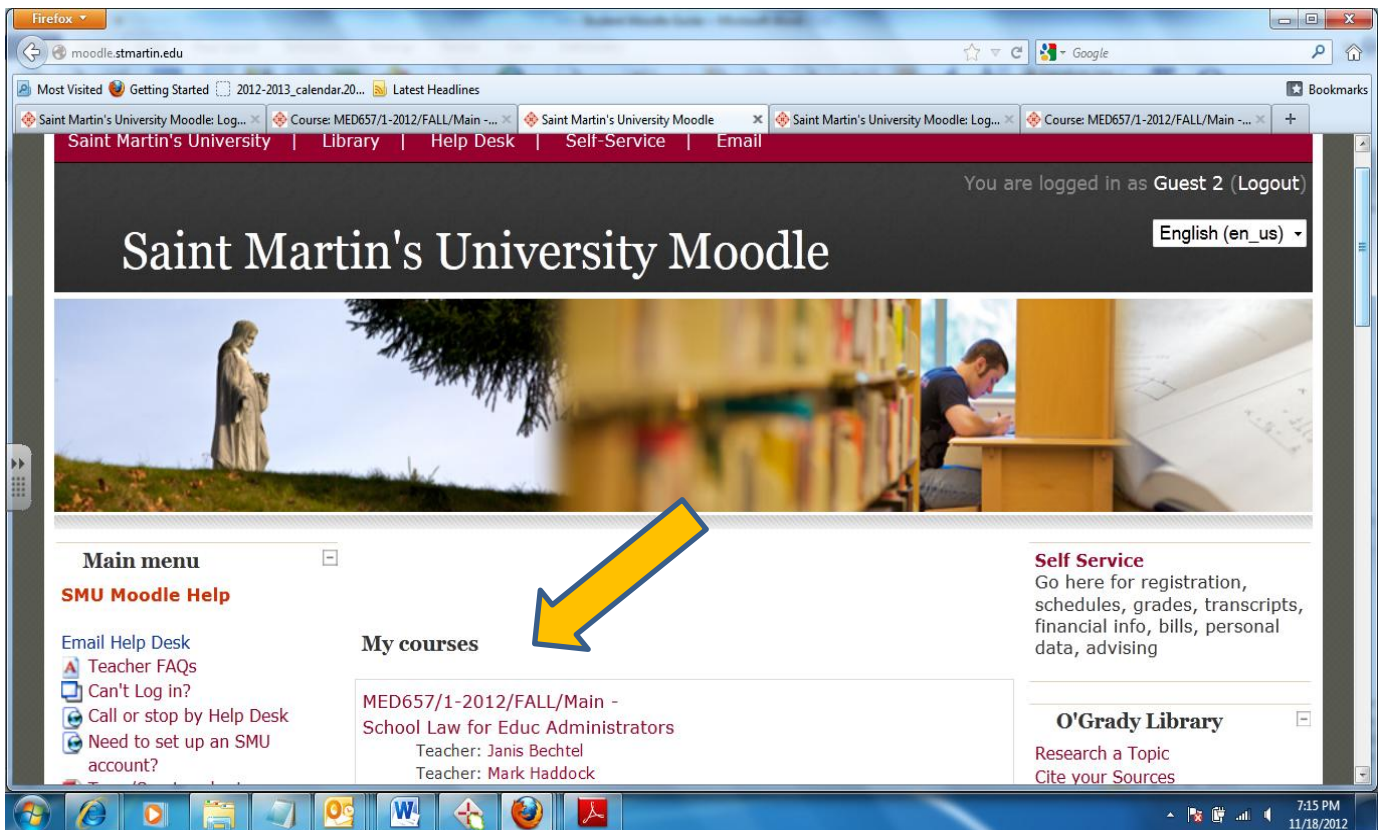 Firefox
moodle.stmartin.edu
Google
Most Visited Getting Started 2012-2013_calendar.20... Latest Headlines Bookmarks
Saint Martin's University Moodle: Log... Course: MED657/1-2012/FALL/Main -... Saint Martin's University Moodle Saint Martin's University Moodle: Log... Course: MED657/1-2012/FALL/Main -...
Saint Martin's University | Library | Help Desk | Self-Service | Email
You are logged in as Guest 2 (Logout)
English (en_us)
Saint Martin's University Moodle
Main menu
SMU Moodle Help
Email Help Desk
Teacher FAQs
Can't Log in?
Call or stop by Help Desk
Need to set up an SMU
account?
My courses
MED657/1-2012/FALL/Main -
School Law for Educ Administrators
Teacher: Janis Bechtel
Teacher: Mark Haddock
Self Service
Go here for registration,
schedules, grades, transcripts,
financial info, bills, personal
data, advising
O'Grady Library
Research a Topic
Cite your Sources
7:15 PM
11/18/2012